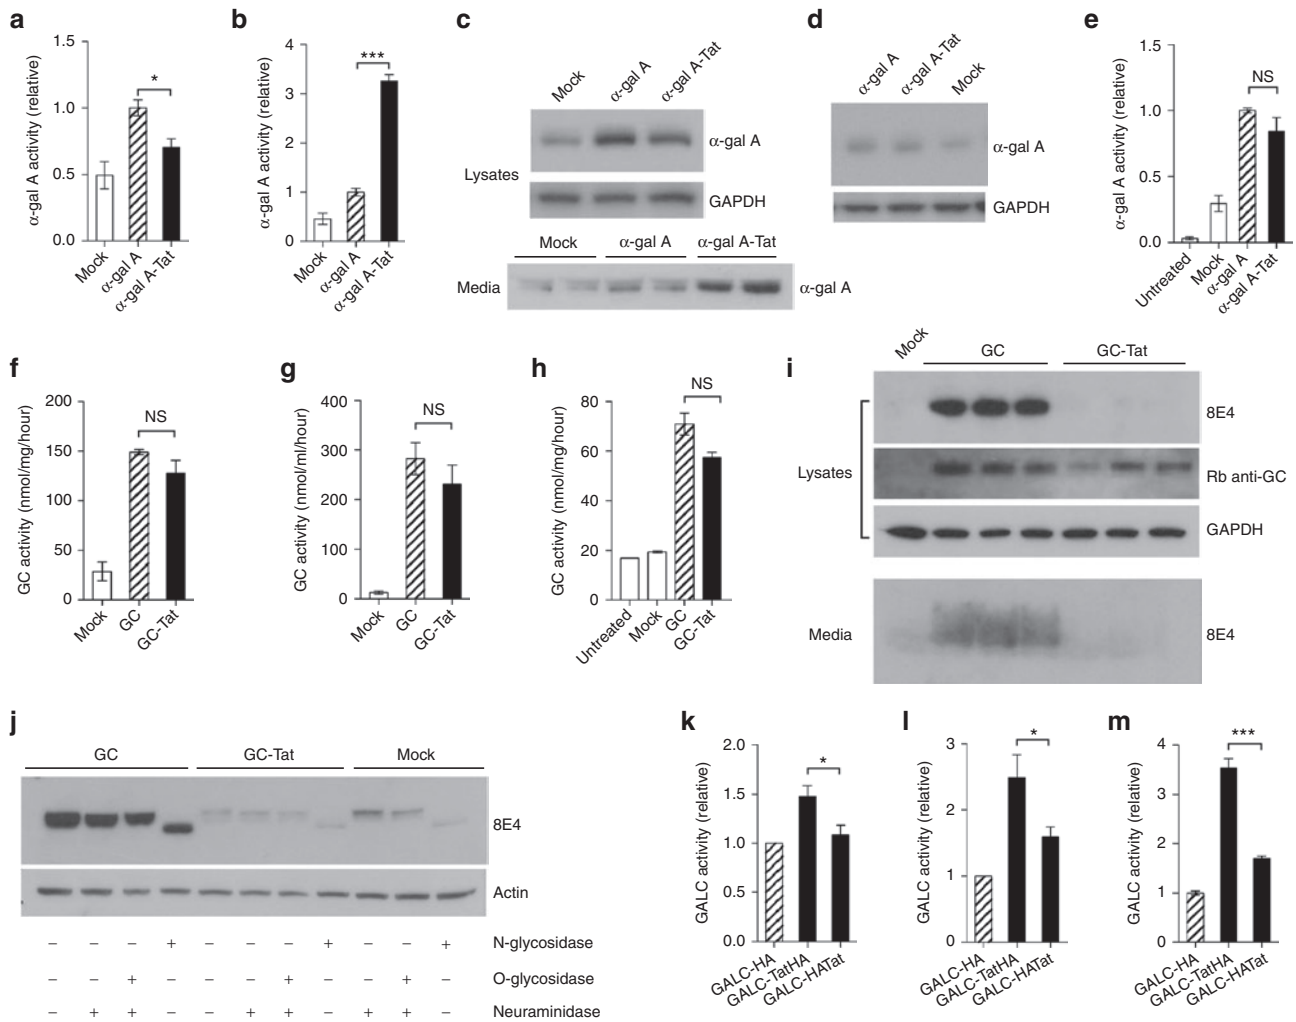 a
α-gal A activity (relative)
1.5
1.0
0.5
0.0
*
Mock
α-gal A
α-gal A-Tat
b
α-gal A activity (relative)
4
3
2
1
0
***
Mock
α-gal A
α-gal A-Tat
c
Mock
α-gal A
α-gal A-Tat
Lysates
α-gal A
GAPDH
Mock
α-gal A
α-gal A-Tat
Media
α-gal A
d
α-gal A
α-gal A-Tat
Mock
α-gal A
GAPDH
e
α-gal A activity (relative)
1.5
1.0
0.5
0.0
NS
Untreated
Mock
α-gal A
α-gal A-Tat
f
GC activity (nmol/mg/hour)
200
150
100
50
0
NS
Mock
GC
GC-Tat
g
GC activity (nmol/ml/hour)
400
300
200
100
0
NS
Mock
GC
GC-Tat
h
GC activity (nmol/mg/hour)
80
60
40
20
0
NS
Untreated
Mock
GC
GC-Tat
i
Mock
GC
GC-Tat
Lysates
8E4
Rb anti-GC
GAPDH
Media
8E4
j
GC
GC-Tat
Mock
8E4
Actin
– – – + – – – + – – + N-glycosidase
– – + – – – + – – + – O-glycosidase
– + + – – + + – + + – Neuraminidase
k
GALC activity (relative)
2.0
1.5
1.0
0.5
0.0
*
GALC-HA
GALC-TatHA
GALC-HATat
l
GALC activity (relative)
3
2
1
0
*
GALC-HA
GALC-TatHA
GALC-HATat
m
GALC activity (relative)
4
3
2
1
0
***
GALC-HA
GALC-TatHA
GALC-HATat